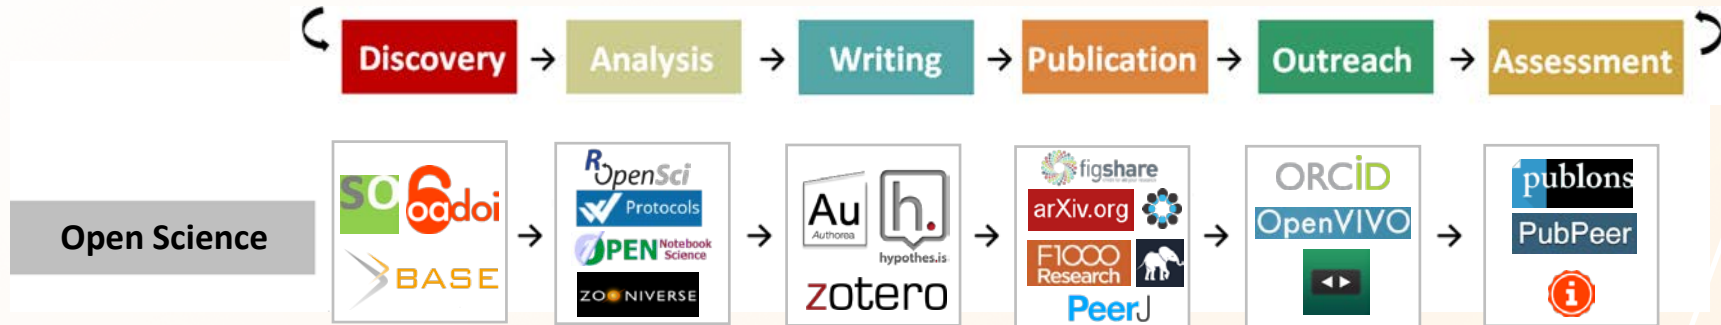 Discovery → Analysis → Writing → Publication → Outreach → Assessment
Open Science
SO
oadoi
BASE
ROpenSci
Protocols
OPEN Notebook
Science
ZOONIVERSE
Au
Authorea
h.
hypothes.is
zotero
figshare
arXiv.org
F1000
Research
PeerJ
ORCiD
OpenVIVO
publons
PubPeer
i